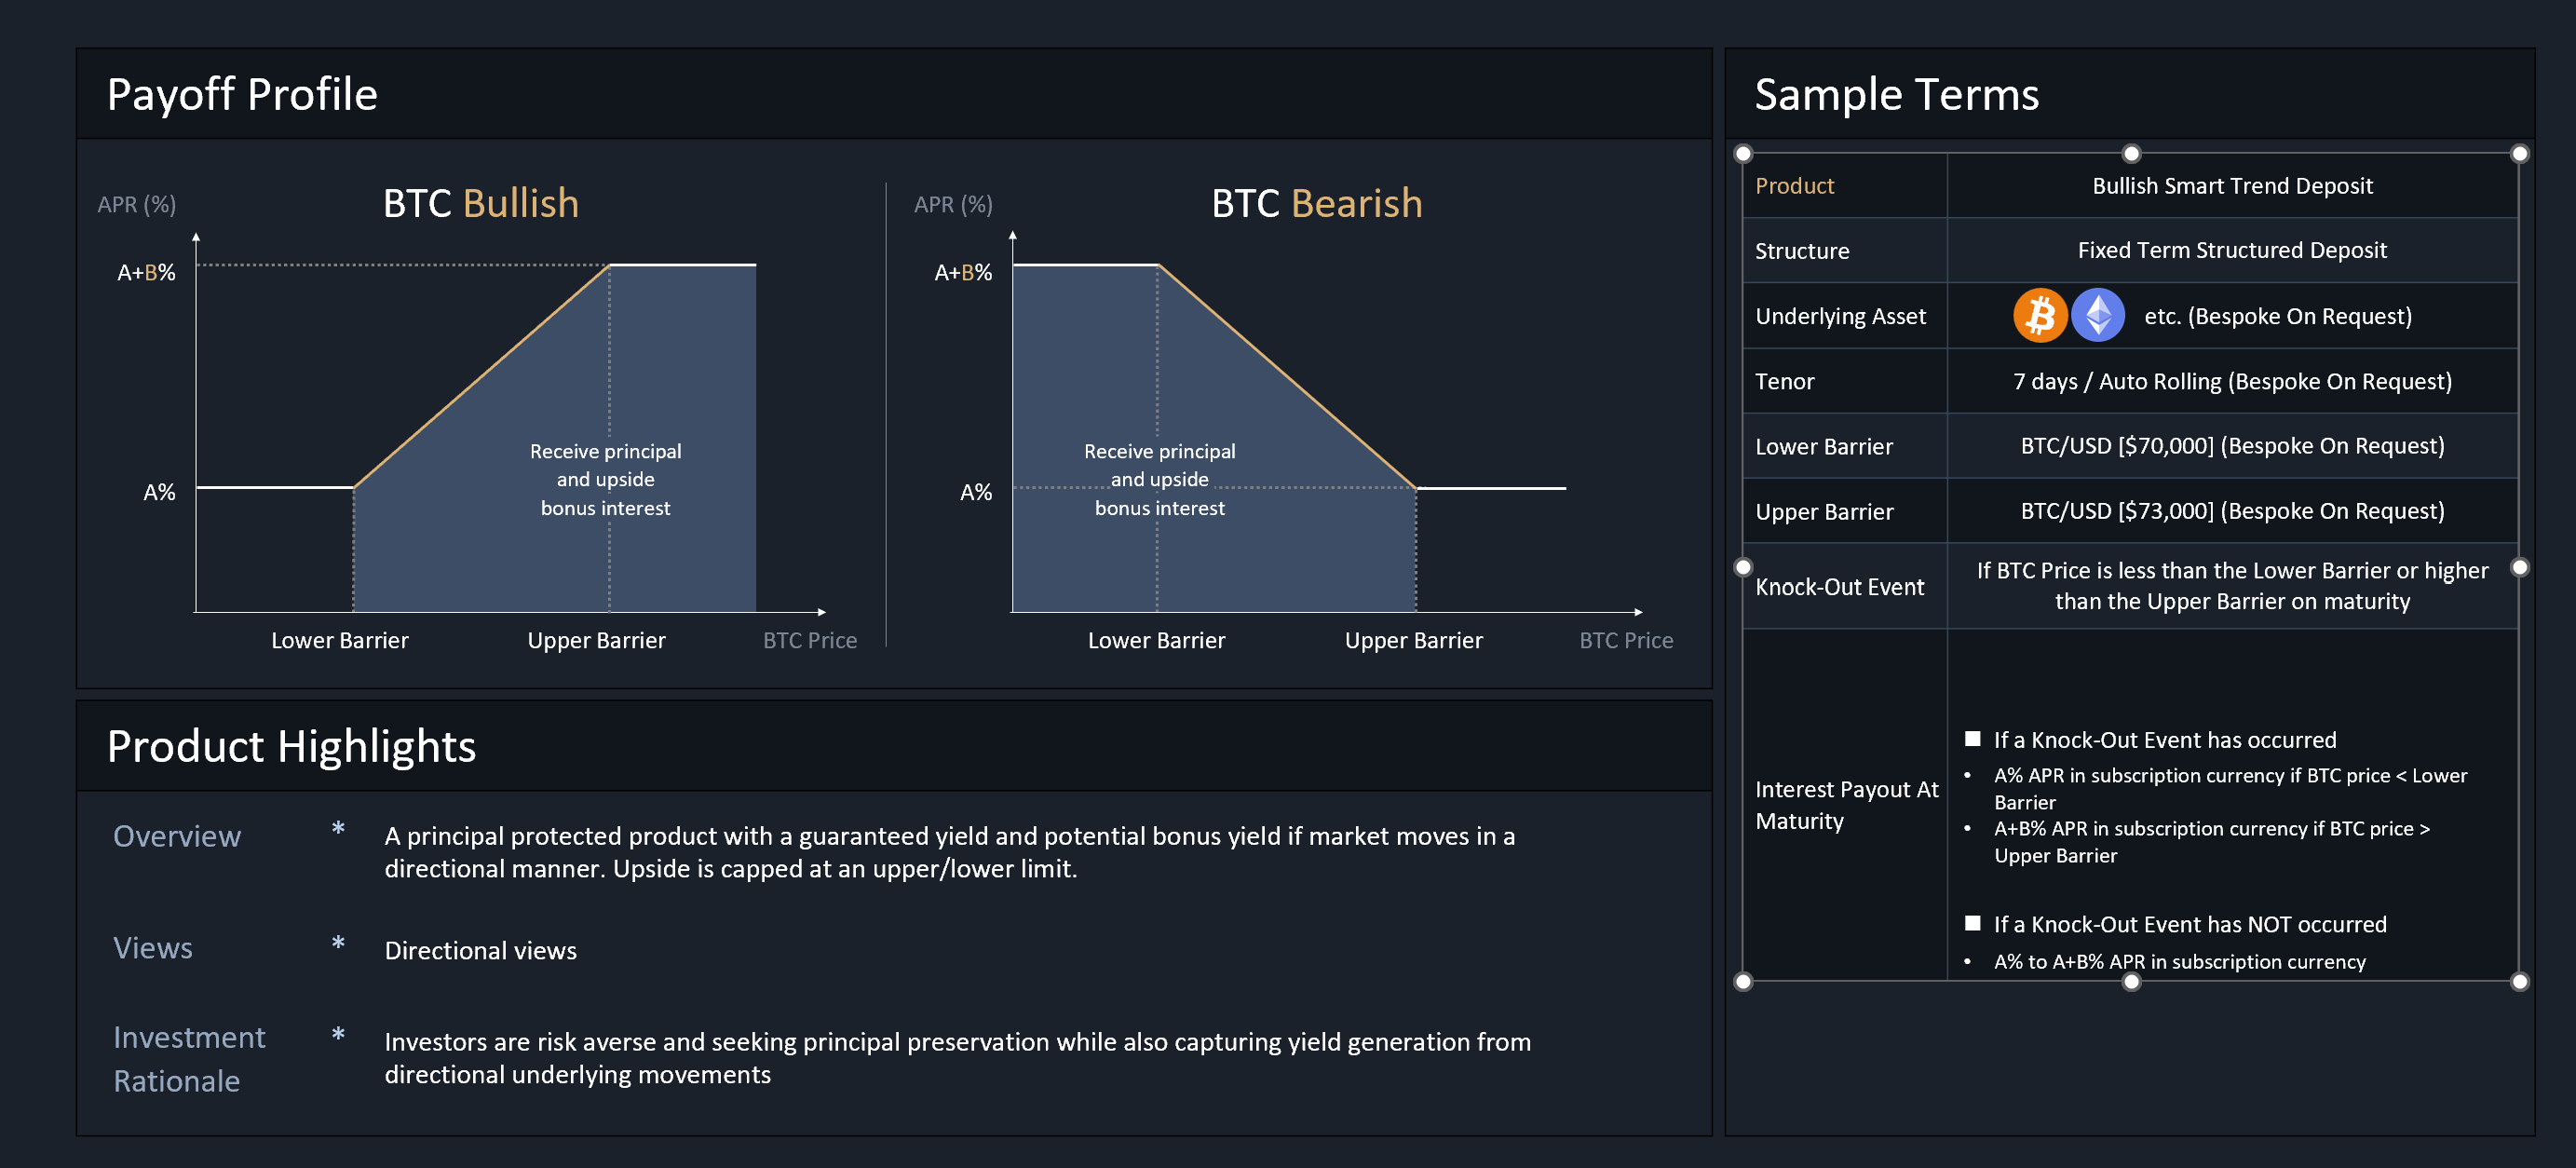 Payoff Profile
APR (%)
BTC Bullish
A+B%
A%
Receive principal
and upside
bonus interest
Lower Barrier
Upper Barrier
BTC Price
APR (%)
BTC Bearish
A+B%
A%
Receive principal
and upside
bonus interest
Lower Barrier
Upper Barrier
BTC Price
Product Highlights
Overview
* A principal protected product with a guaranteed yield and potential bonus yield if market moves in a
directional manner. Upside is capped at an upper/lower limit.
Views
* Directional views
Investment
Rationale
* Investors are risk averse and seeking principal preservation while also capturing yield generation from
directional underlying movements
Sample Terms
Product
Bullish Smart Trend Deposit
Structure
Fixed Term Structured Deposit
Underlying Asset
etc. (Bespoke On Request)
Tenor
7 days / Auto Rolling (Bespoke On Request)
Lower Barrier
BTC/USD [$70,000] (Bespoke On Request)
Upper Barrier
BTC/USD [$73,000] (Bespoke On Request)
Knock-Out Event
If BTC Price is less than the Lower Barrier or higher
than the Upper Barrier on maturity
Interest Payout At
Maturity
■ If a Knock-Out Event has occurred
• A% APR in subscription currency if BTC price < Lower
Barrier
• A+B% APR in subscription currency if BTC price >
Upper Barrier
■ If a Knock-Out Event has NOT occurred
• A% to A+B% APR in subscription currency